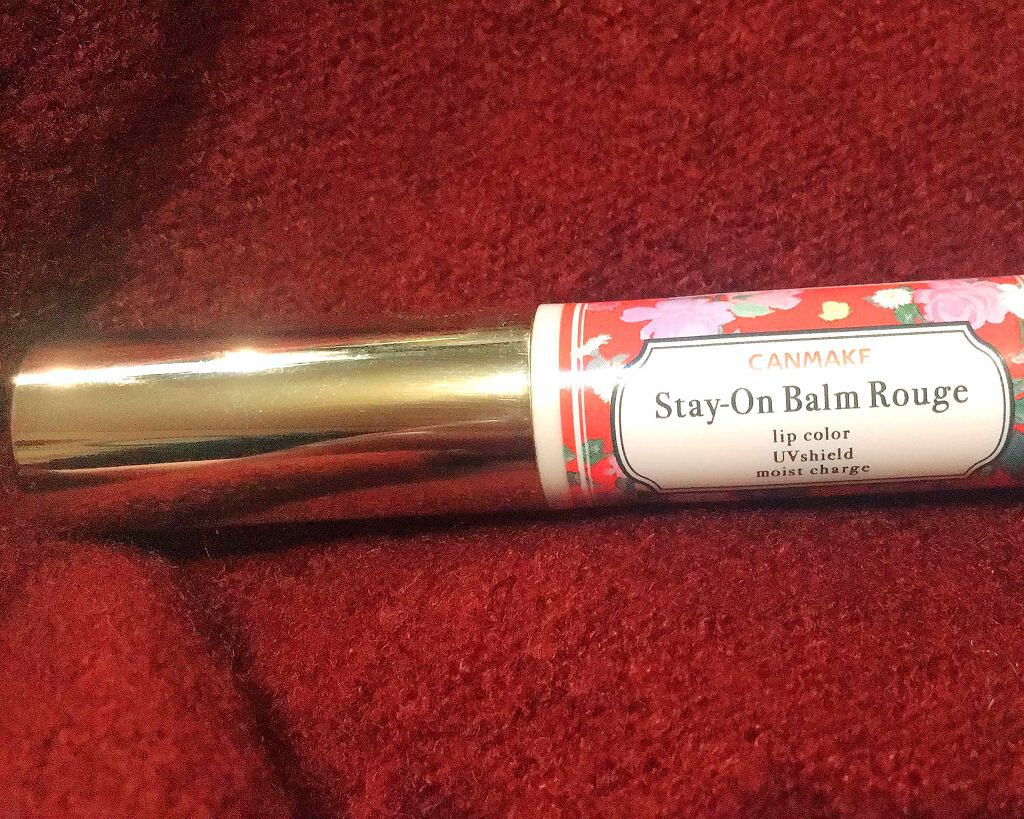 CANMAKE
Stay-On Balm Rouge
lip color
UVshield
moist charge